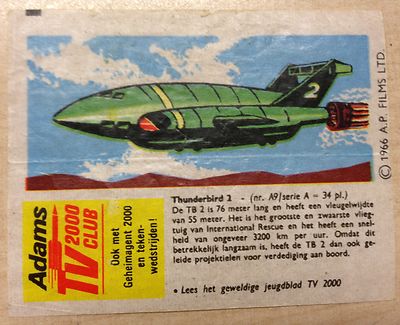 2
© 1966 A.P. FILMS LTD.
Adams
TV 2000
CLUB
Ook met
Geheimagent 2000
en teken-
wedstrijden!
Thunderbird 2 - (nr. A9/serie A = 34 pl.)
De TB 2 is 76 meter lang en heeft een vleugelwijdte
van 55 meter. Het is het grootste en zwaarste vlieg-
tuig van International Rescue en het heeft een snel-
heid van ongeveer 3200 km per uur. Omdat dit
betrekkelijk langzaam is, heeft de TB 2 dan ook ge-
leide projektielen voor verdediging aan boord.
• Lees het geweldige jeugdblad TV 2000